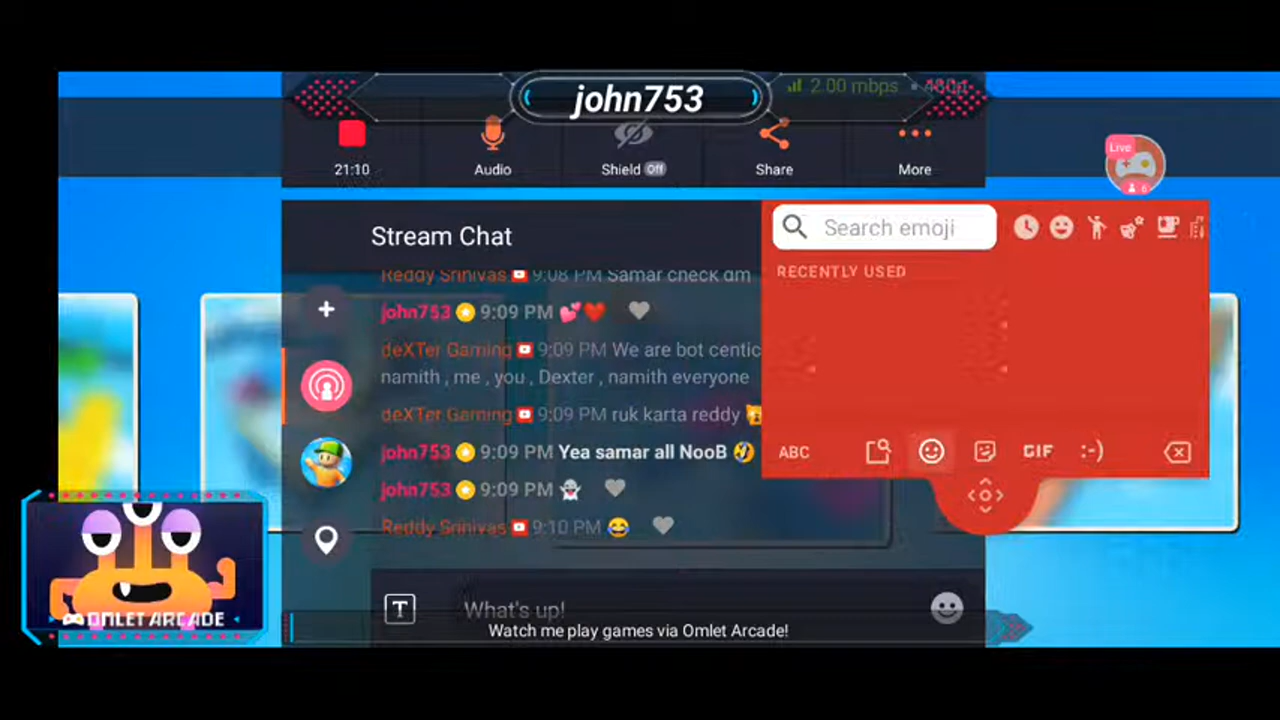 john753
2.00 mbps
21:10
Audio
Shield Off
Share
More
Live
6
Stream Chat
Search emoji
RECENTLY USED
Reddy Srinivas 9:08 PM Samar check dm
john753 9:09 PM 💕❤️
deXTer Gaming 9:09 PM We are bot centic
namith , me , you , Dexter , namith everyone
deXTer Gaming 9:09 PM ruk karta reddy
john753 9:09 PM Yea samar all NooB 🤣
john753 9:09 PM 👻
Reddy Srinivas 9:10 PM 😂
ABC
GIF
:-)
OMLET ARCADE
T
What's up!
Watch me play games via Omlet Arcade!